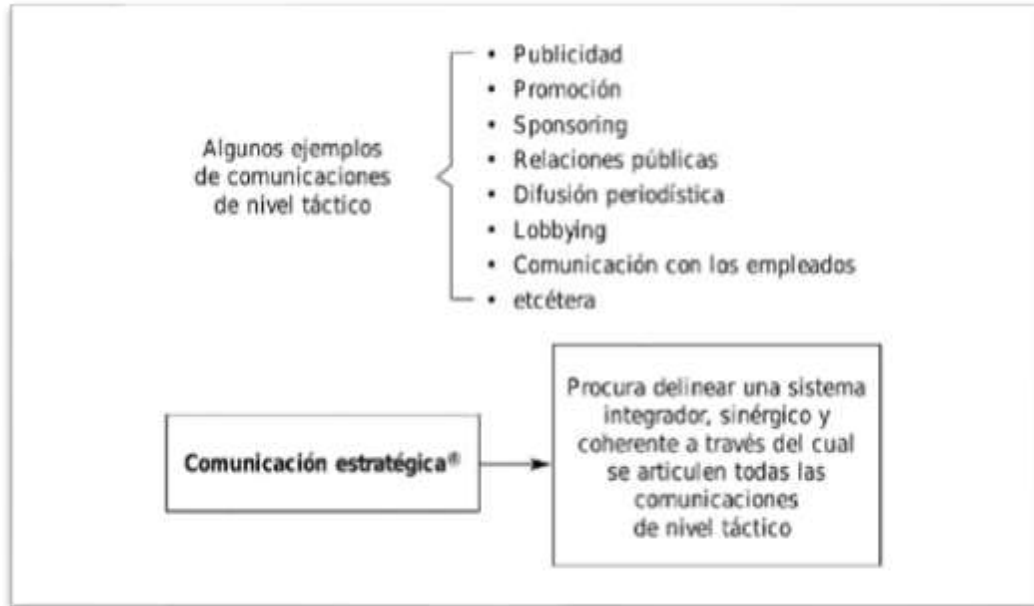 Algunos ejemplos
de comunicaciones
de nivel táctico
• Publicidad
• Promoción
• Sponsoring
• Relaciones públicas
• Difusión periodística
• Lobbying
• Comunicación con los empleados
• etcétera
Comunicación estratégica®
Procura delinear una sistema
integrador, sinérgico y
coherente a través del cual
se articulen todas las
comunicaciones
de nivel táctico